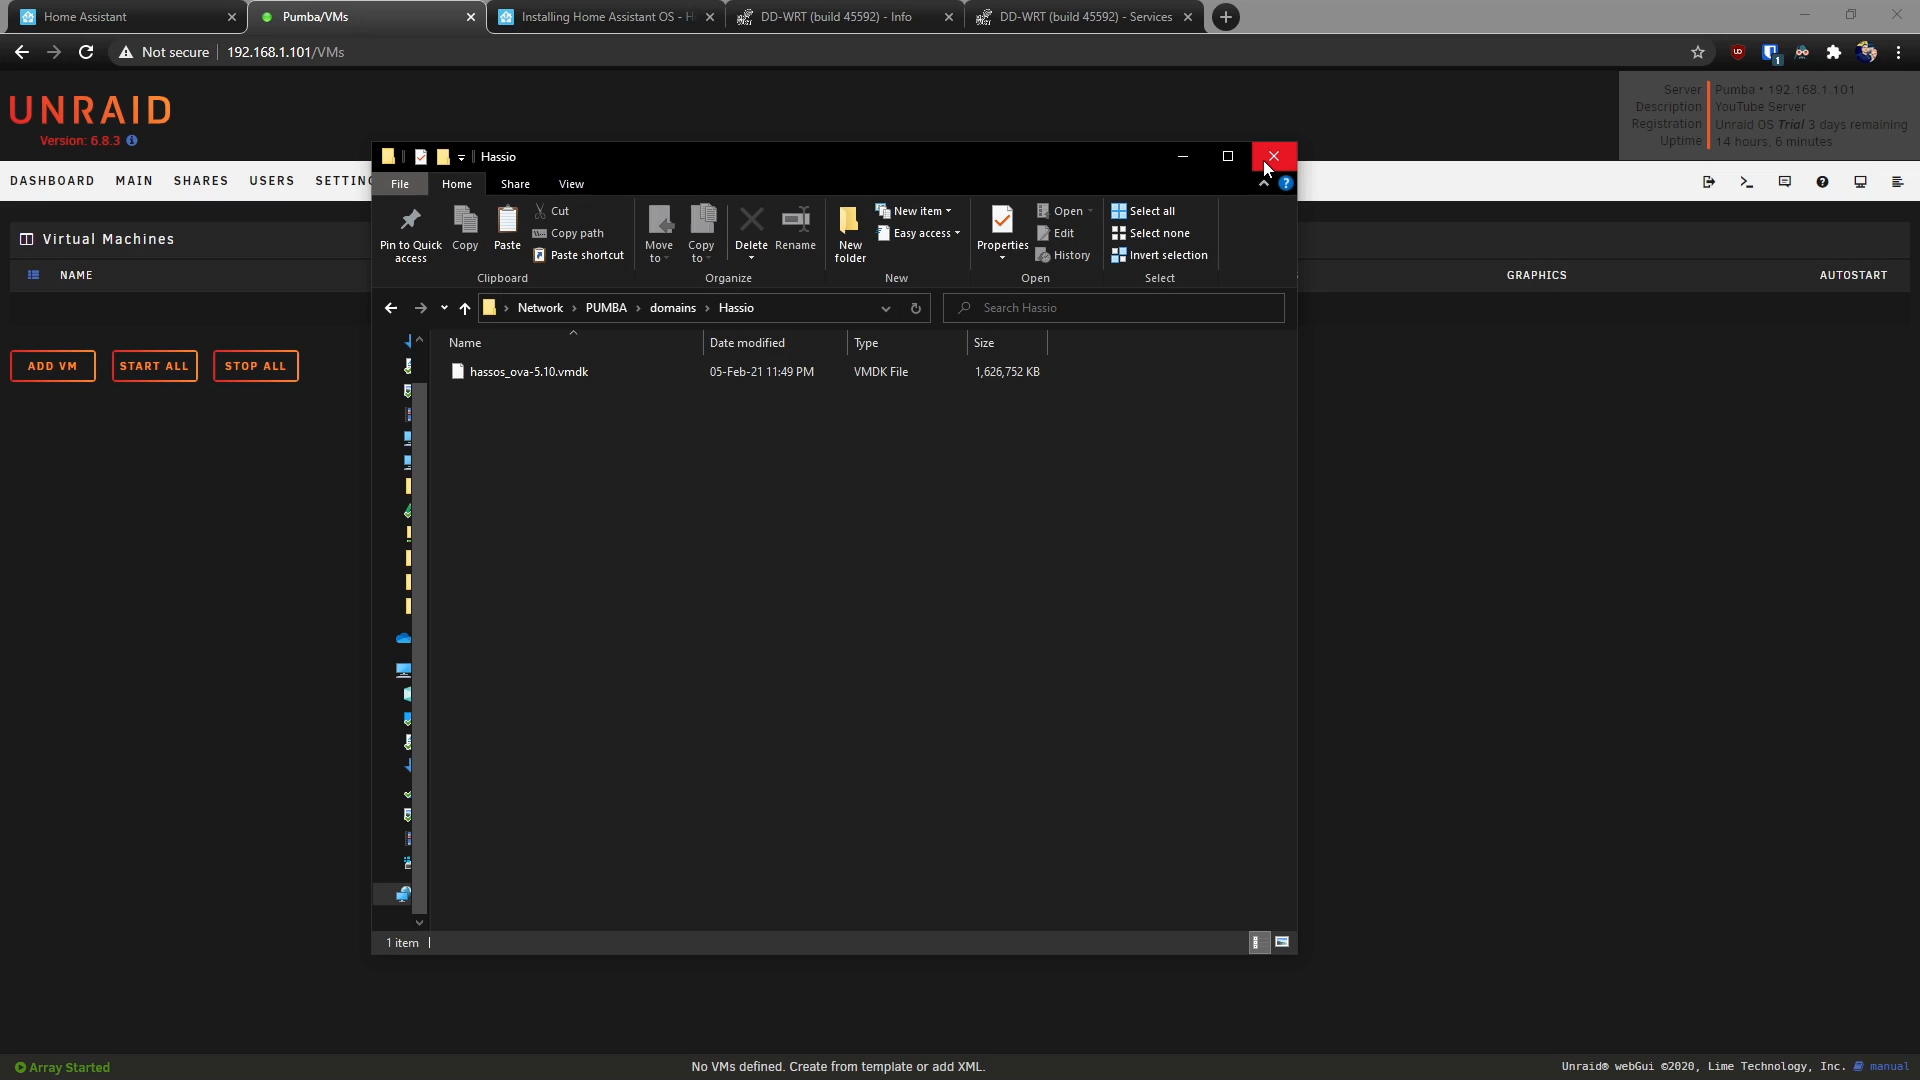 Home Assistant
Pumba/VMs
Installing Home Assistant OS - H
DD-WRT (build 45592) - Info
DD-WRT (build 45592) - Services
Not secure
192.168.1.101/VMs
1
UNRAID
Version: 6.8.3
Server
Pumba • 192.168.1.101
Description
YouTube Server
Registration
Unraid OS Trial 3 days remaining
Uptime
14 hours, 6 minutes
DASHBOARD
MAIN
SHARES
USERS
SETTING
Virtual Machines
NAME
GRAPHICS
AUTOSTART
ADD VM
START ALL
STOP ALL
Hassio
File
Home
Share
View
Pin to Quick access
Copy
Paste
Cut
Copy path
Paste shortcut
Clipboard
Move to
Copy to
Delete
Rename
Organize
New folder
New item
Easy access
New
Properties
Open
Edit
History
Open
Select all
Select none
Invert selection
Select
Network
PUMBA
domains
Hassio
Search Hassio
Name
Date modified
Type
Size
hassos_ova-5.10.vmdk
05-Feb-21 11:49 PM
VMDK File
1,626,752 KB
1 item
Array Started
No VMs defined. Create from template or add XML.
Unraid® webGui ©2020, Lime Technology, Inc.
manual